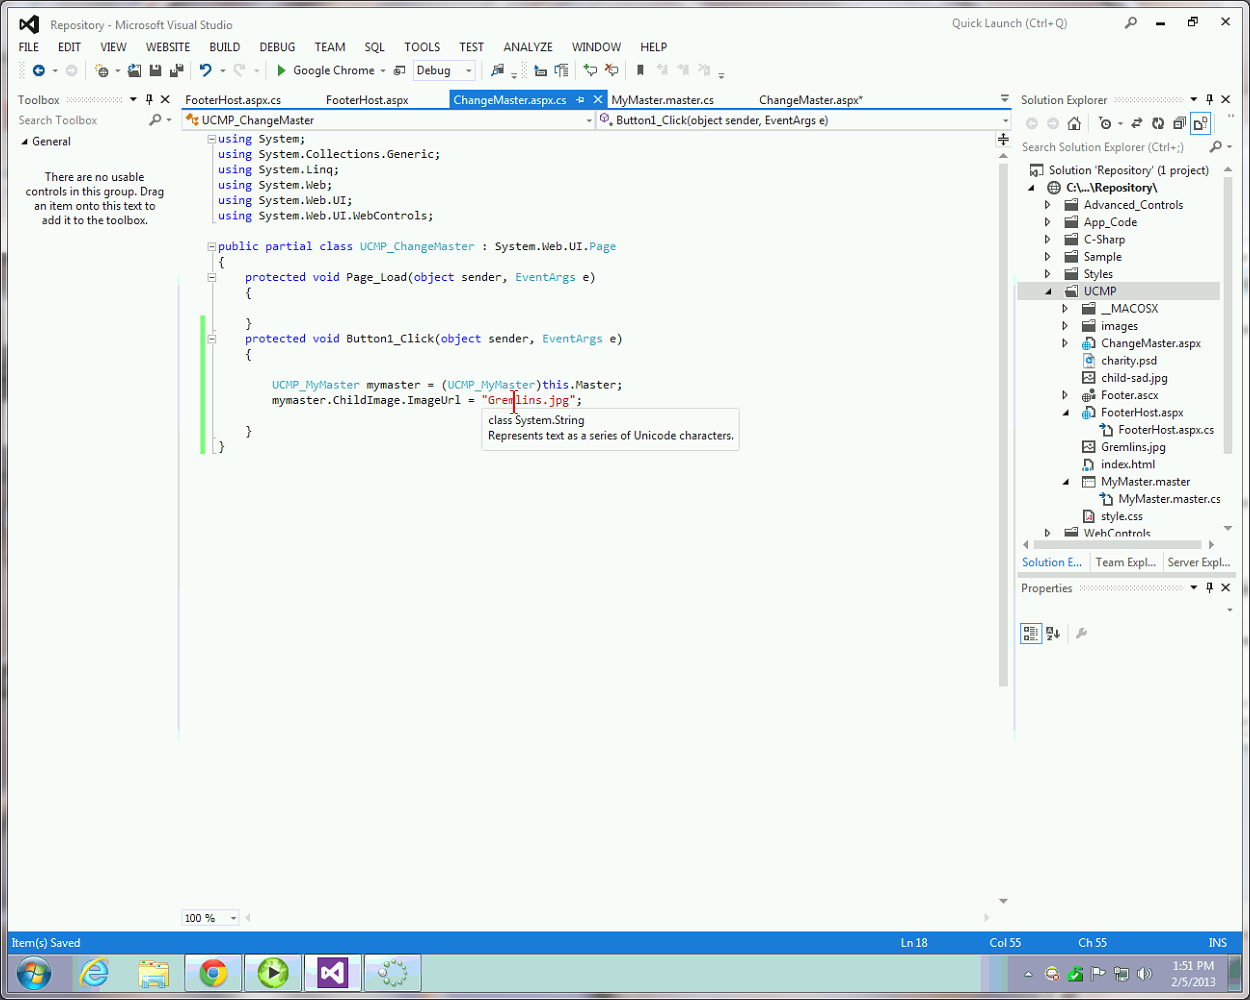 Repository - Microsoft Visual Studio
Quick Launch (Ctrl+Q)
FILE EDIT VIEW WEBSITE BUILD DEBUG TEAM SQL TOOLS TEST ANALYZE WINDOW HELP
Google Chrome
Debug
Toolbox
FooterHost.aspx.cs
FooterHost.aspx
ChangeMaster.aspx.cs
MyMaster.master.cs
ChangeMaster.aspx*
Search Toolbox
UCMP_ChangeMaster
Button1_Click(object sender, EventArgs e)
General
There are no usable
controls in this group. Drag
an item onto this text to
add it to the toolbox.
using System;
using System.Collections.Generic;
using System.Linq;
using System.Web;
using System.Web.UI;
using System.Web.UI.WebControls;
public partial class UCMP_ChangeMaster : System.Web.UI.Page
{
protected void Page_Load(object sender, EventArgs e)
{
}
protected void Button1_Click(object sender, EventArgs e)
{
UCMP_MyMaster mymaster = (UCMP_MyMaster)this.Master;
mymaster.ChildImage.ImageUrl = "Gremlins.jpg";
class System.String
Represents text as a series of Unicode characters.
}
}
Solution Explorer
Search Solution Explorer (Ctrl+;)
Solution 'Repository' (1 project)
C:\...\Repository\
Advanced_Controls
App_Code
C-Sharp
Sample
Styles
UCMP
__MACOSX
images
ChangeMaster.aspx
charity.psd
child-sad.jpg
Footer.ascx
FooterHost.aspx
FooterHost.aspx.cs
Gremlins.jpg
index.html
MyMaster.master
MyMaster.master.cs
style.css
WebControls
Solution E... Team Expl... Server Expl...
Properties
100 %
Item(s) Saved
Ln 18
Col 55
Ch 55
INS
1:51 PM
2/5/2013